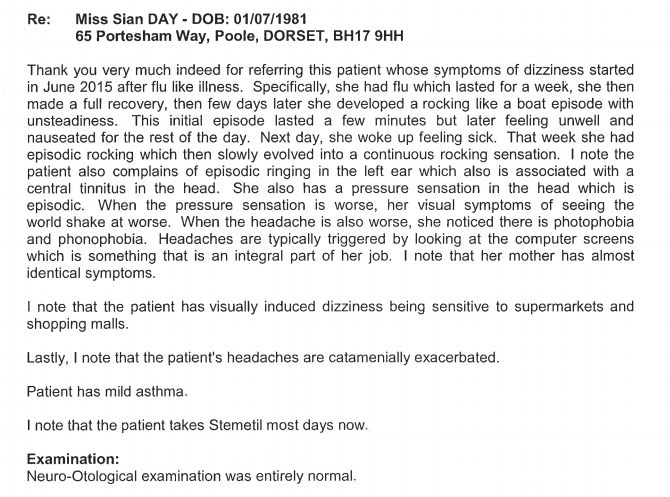 Re: Miss Sian DAY - DOB: 01/07/1981
65 Portesham Way, Poole, DORSET, BH17 9HH
Thank you very much indeed for referring this patient whose symptoms of dizziness started
in June 2015 after flu like illness. Specifically, she had flu which lasted for a week, she then
made a full recovery, then few days later she developed a rocking like a boat episode with
unsteadiness. This initial episode lasted a few minutes but later feeling unwell and
nauseated for the rest of the day. Next day, she woke up feeling sick. That week she had
episodic rocking which then slowly evolved into a continuous rocking sensation. I note the
patient also complains of episodic ringing in the left ear which also is associated with a
central tinnitus in the head. She also has a pressure sensation in the head which is
episodic. When the pressure sensation is worse, her visual symptoms of seeing the
world shake at worse. When the headache is also worse, she noticed there is photophobia
and phonophobia. Headaches are typically triggered by looking at the computer screens
which is something that is an integral part of her job. I note that her mother has almost
identical symptoms.
I note that the patient has visually induced dizziness being sensitive to supermarkets and
shopping malls.
Lastly, I note that the patient's headaches are catamenially exacerbated.
Patient has mild asthma.
I note that the patient takes Stemetil most days now.
Examination:
Neuro-Otological examination was entirely normal.